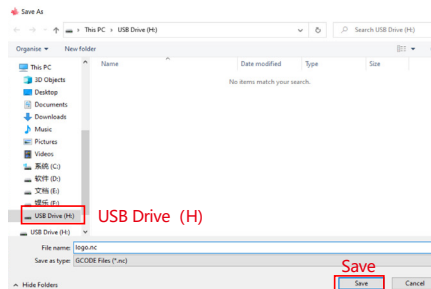 Save As
This PC › USB Drive (H:)
Search USB Drive (H:)
Organise
New folder
Name
Date modified
Type
Size
No items match your search.
This PC
3D Objects
Desktop
Documents
Downloads
Music
Pictures
Videos
系统 (C:)
软件 (D:)
文档 (E:)
娱乐 (F:)
USB Drive (H:)
USB Drive（H）
USB Drive (H:)
File name: logo.nc
Save as type: GCODE Files (*.nc)
Save
Hide Folders
Save
Cancel